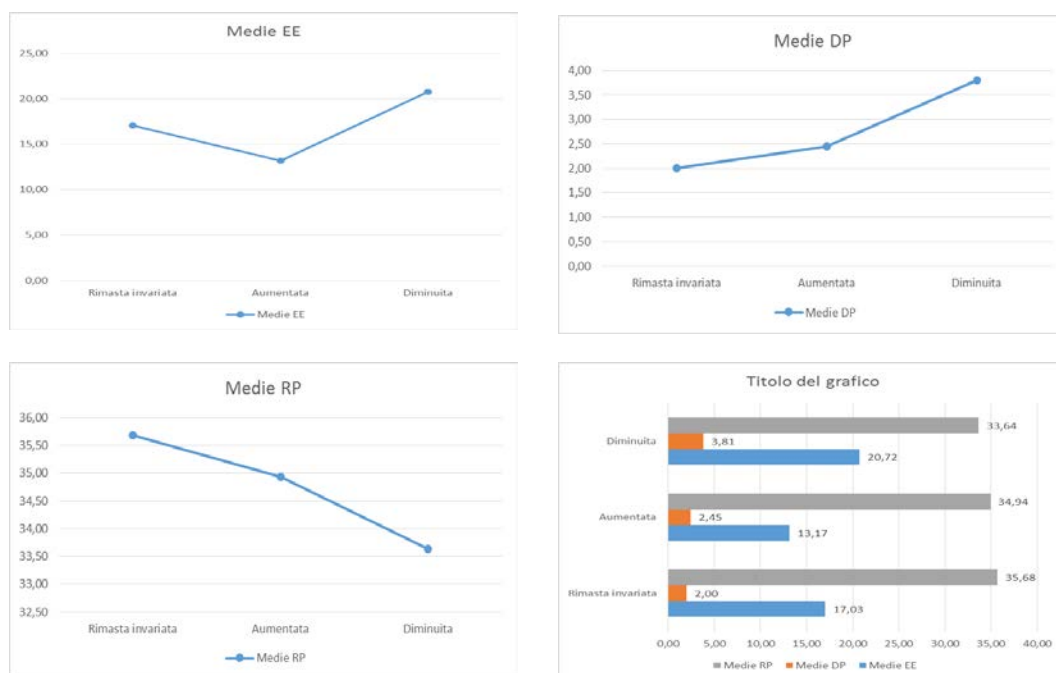 Medie EE
25,00
20,00
15,00
10,00
5,00
0,00
Rimasta invariata Aumentata Diminuita
Medie EE
Medie DP
4,00
3,50
3,00
2,50
2,00
1,50
1,00
0,50
0,00
Rimasta invariata Aumentata Diminuita
Medie DP
Medie RP
36,00
35,50
35,00
34,50
34,00
33,50
33,00
32,50
Rimasta invariata Aumentata Diminuita
Medie RP
Titolo del grafico
33,64
Diminuita 3,81
20,72
34,94
Aumentata 2,45
13,17
35,68
Rimasta invariata 2,00
17,03
0,00 5,00 10,00 15,00 20,00 25,00 30,00 35,00 40,00
Medie RP Medie DP Medie EE